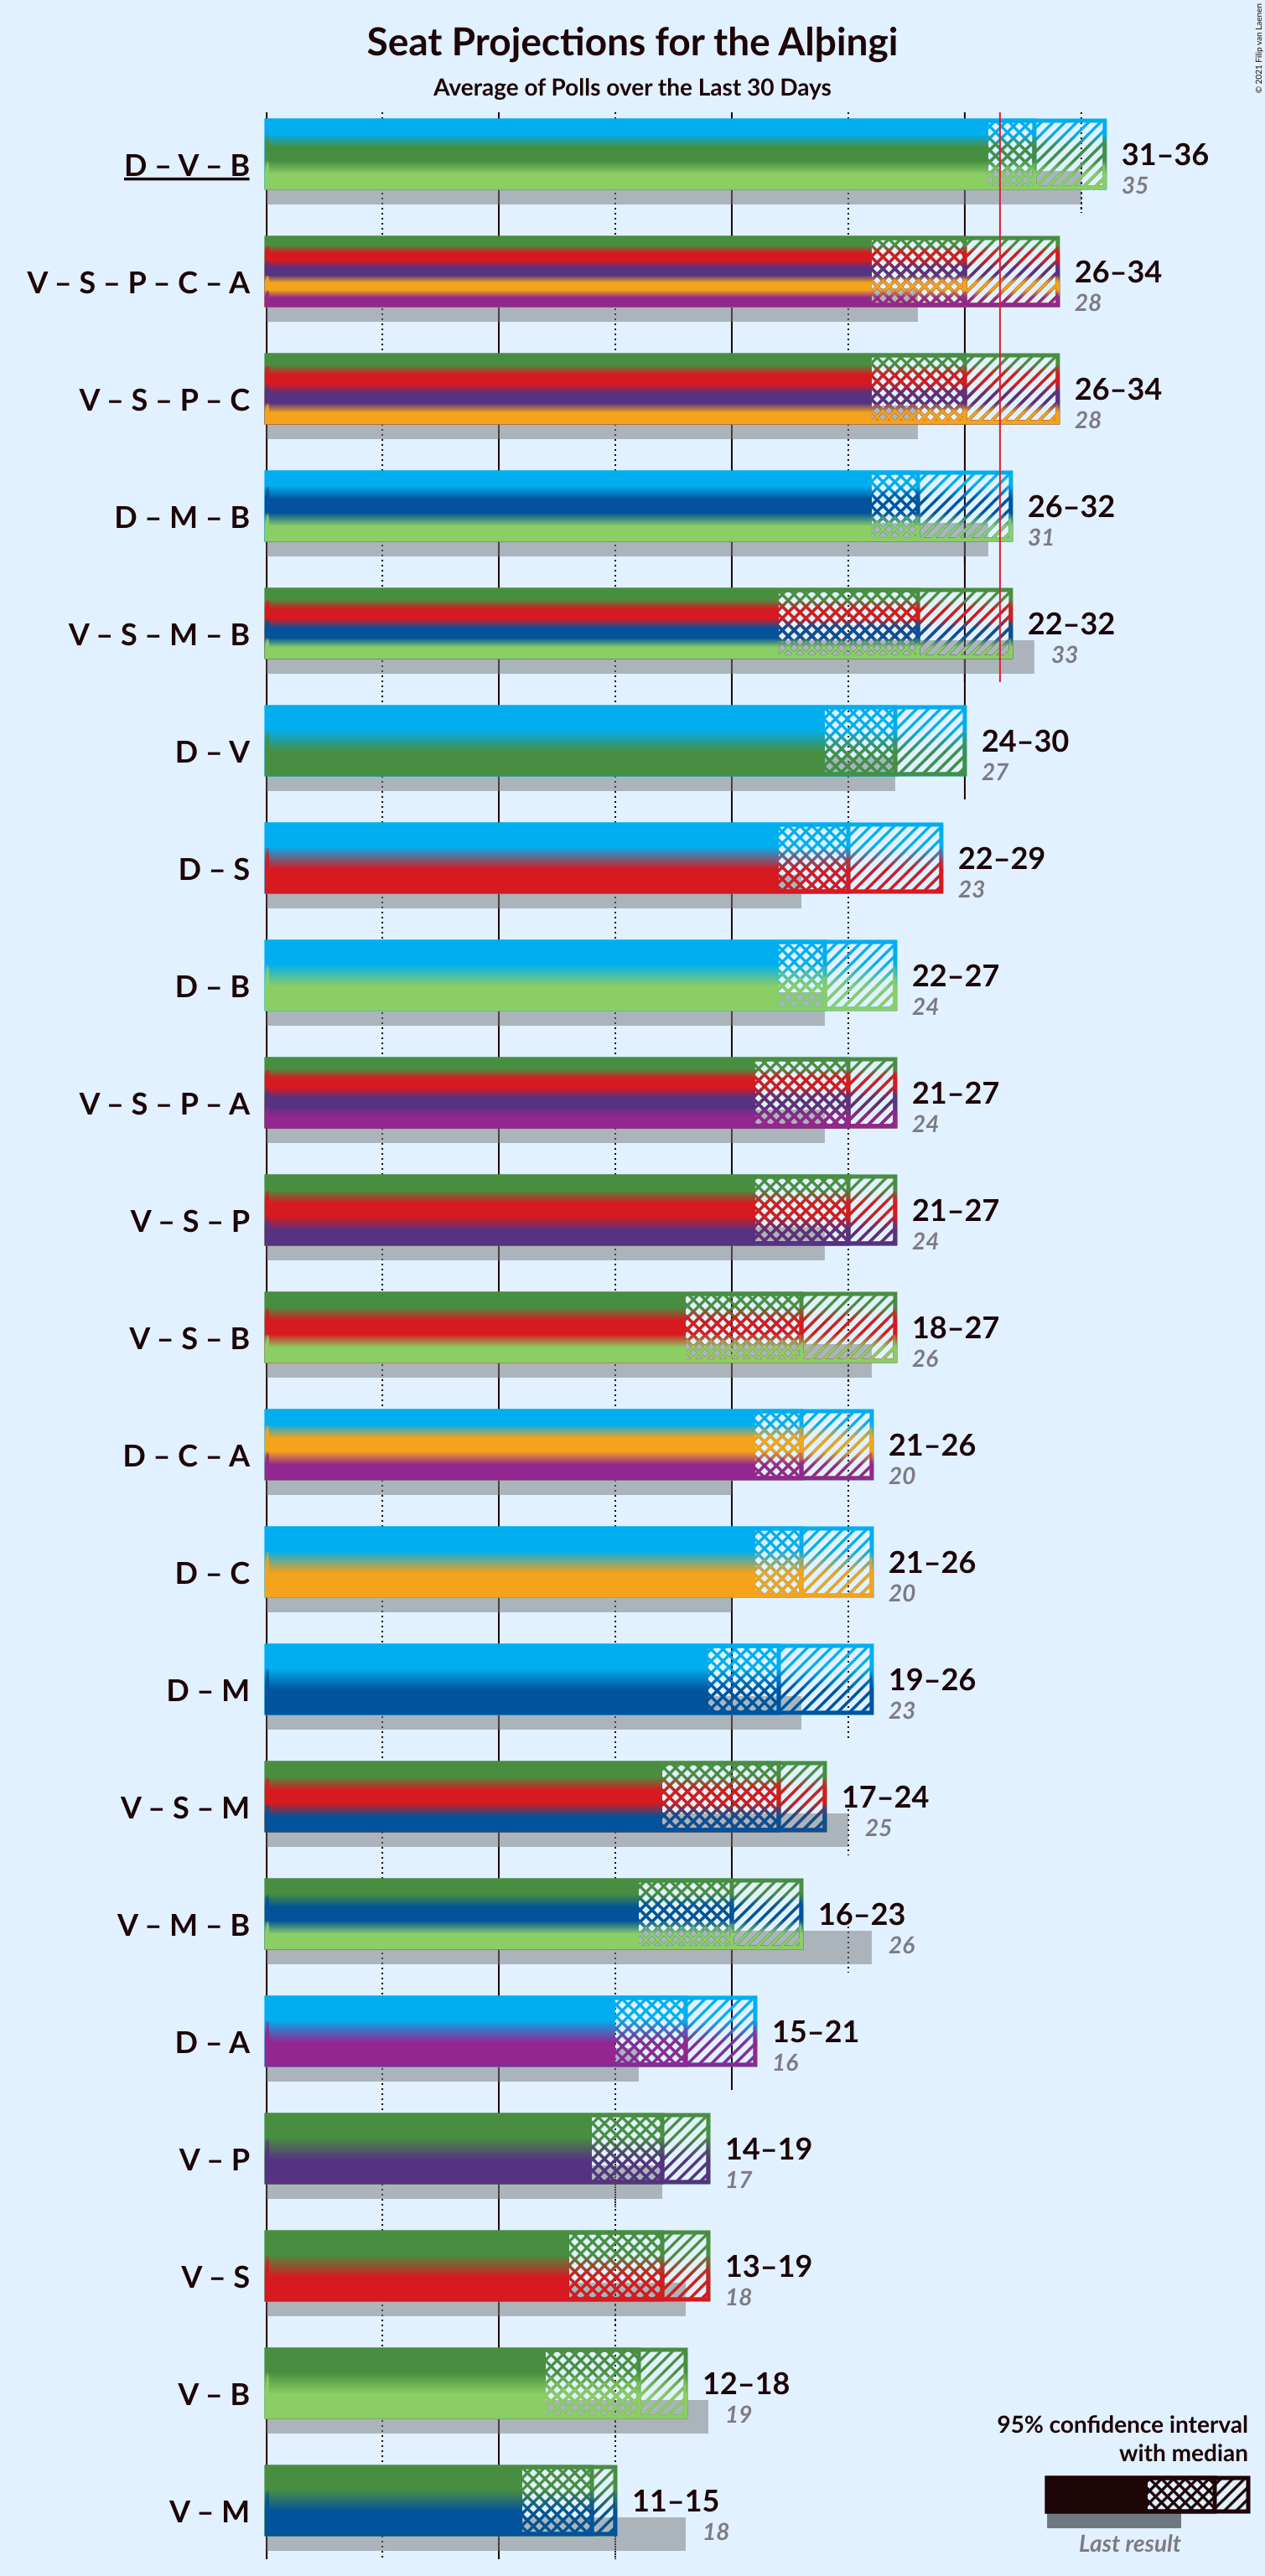 Seat Projections for the Alþingi
Average of Polls over the Last 30 Days
© 2021 Filip van Laenen
D – V – B
31–36
35
V – S – P – C – A
26–34
28
V – S – P – C
26–34
28
D – M – B
26–32
31
V – S – M – B
22–32
33
D – V
24–30
27
D – S
22–29
23
D – B
22–27
24
V – S – P – A
21–27
24
V – S – P
21–27
24
V – S – B
18–27
26
D – C – A
21–26
20
D – C
21–26
20
D – M
19–26
23
V – S – M
17–24
25
V – M – B
16–23
26
D – A
15–21
16
V – P
14–19
17
V – S
13–19
18
V – B
12–18
19
V – M
11–15
18
95% confidence interval
with median
Last result